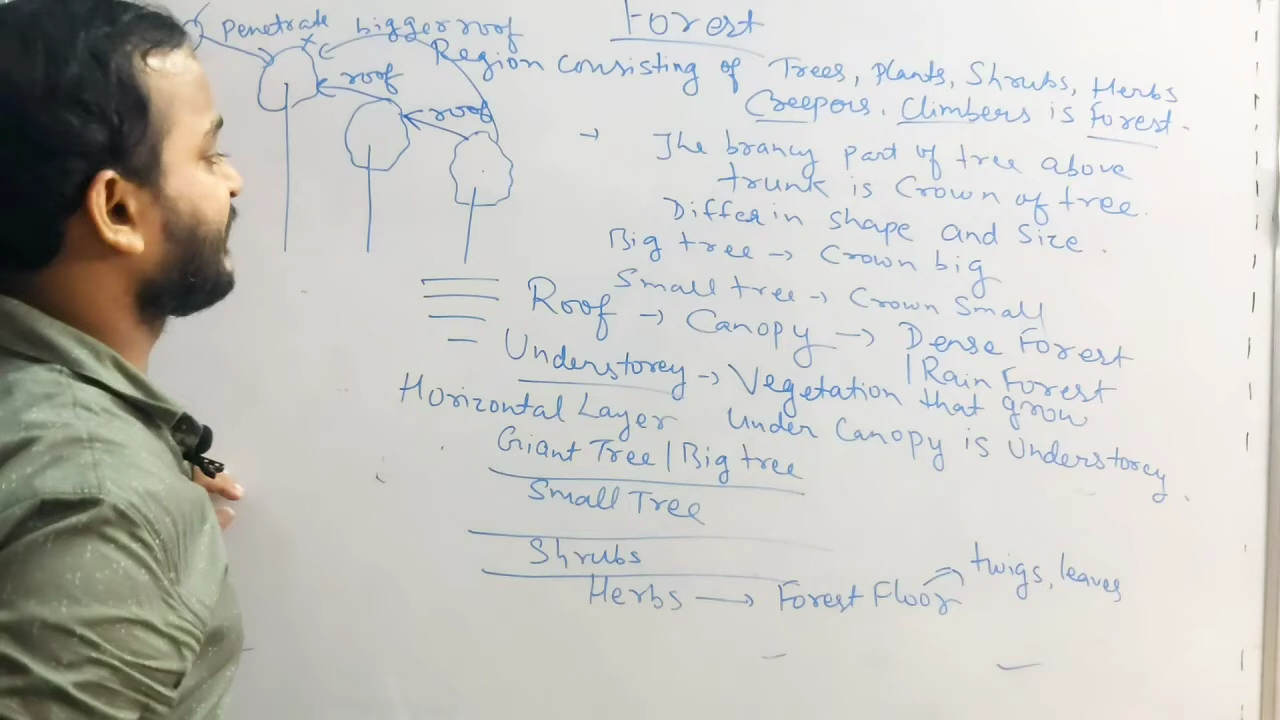 Forest
Penetrate bigger roof
roof
roof
Region consisting of Trees, Plants, Shrubs, Herbs
Creepers, Climbers is Forest.
→ The brancy part of tree above
trunk is Crown of tree.
Differ in shape and Size.
Big tree → Crown big
Small tree → Crown Small
Roof → Canopy → Dense Forest
| Rain Forest
Understorey → Vegetation that grow
Under Canopy is Understorey.
Horizontal Layer
Giant Tree | Big tree
Small Tree
Shrubs
Herbs → Forest Floor → twigs, leaves